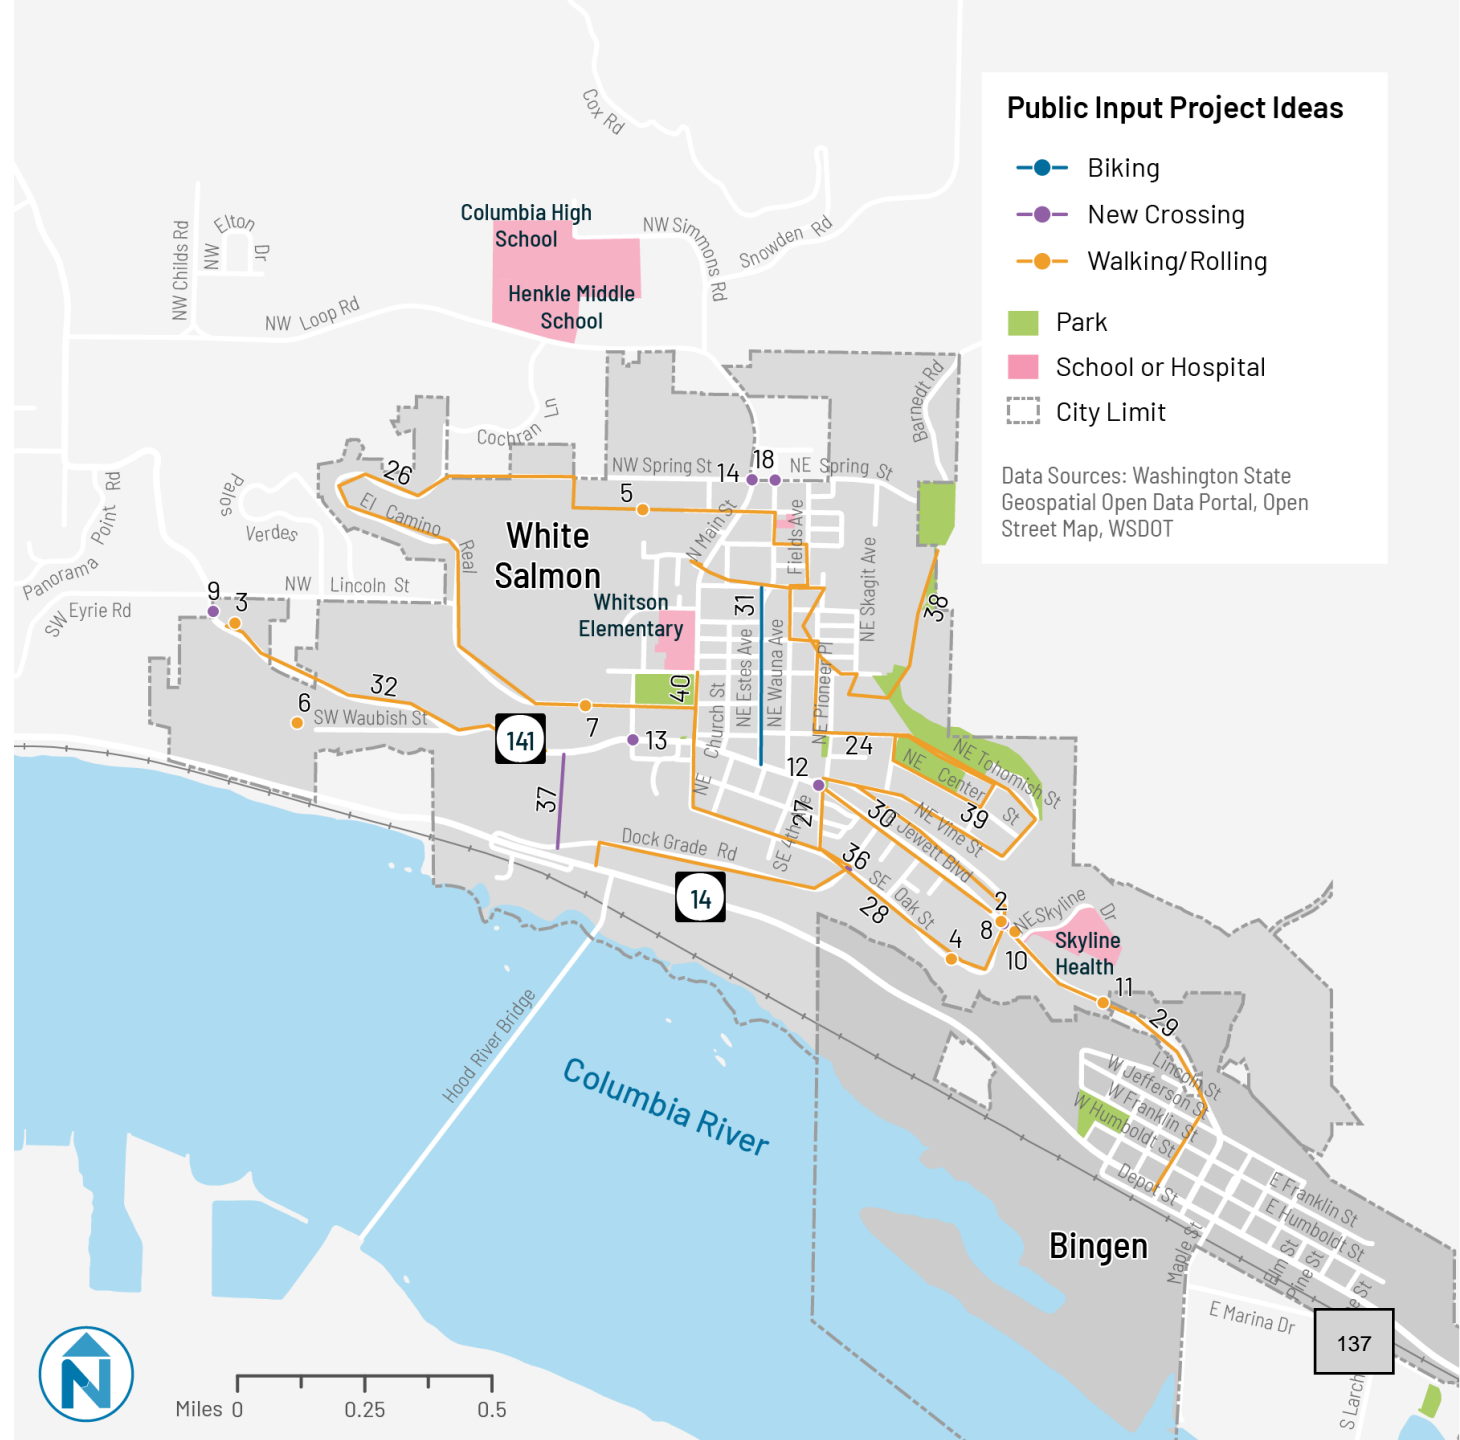 Public Input Project Ideas
Biking
New Crossing
Walking/Rolling
Park
School or Hospital
City Limit
Data Sources: Washington State
Geospatial Open Data Portal, Open
Street Map, WSDOT
Cox Rd
Columbia High
School
Henkle Middle
School
NW Simmons Rd
Snowden Rd
NW Childs Rd
NW Elton Dr
NW Loop Rd
Barnedt Rd
Cochran Ln
NW Spring St
14
18
NE Spring St
26
5
El Camino Real
White
Salmon
N Main St
Fields Ave
NE Skagit Ave
38
Palos
Verdes
Point Rd
Panorama
SW Eyrie Rd
NW Lincoln St
9
3
Whitson
Elementary
31
NE Estes Ave
NE Wauna Ave
NE Pioneer Pl
40
NE Church St
32
6
SW Waubish St
141
7
13
24
12
27
SE 4th Ave
37
NE Tohomish St
NE Center St
39
NE Vine St
30
Jewett Blvd
Dock Grade Rd
14
36
SE Oak St
28
2
8
4
10
NE Skyline Dr
Skyline
Health
11
29
Hood River Bridge
Columbia River
Lincoln St
W Jefferson St
W Franklin St
W Humboldt St
Depot St
E Franklin St
E Humboldt St
Bingen
Maple St
Elm St
Pine St
E Marina Dr
S Larch
137
N
Miles 0 0.25 0.5